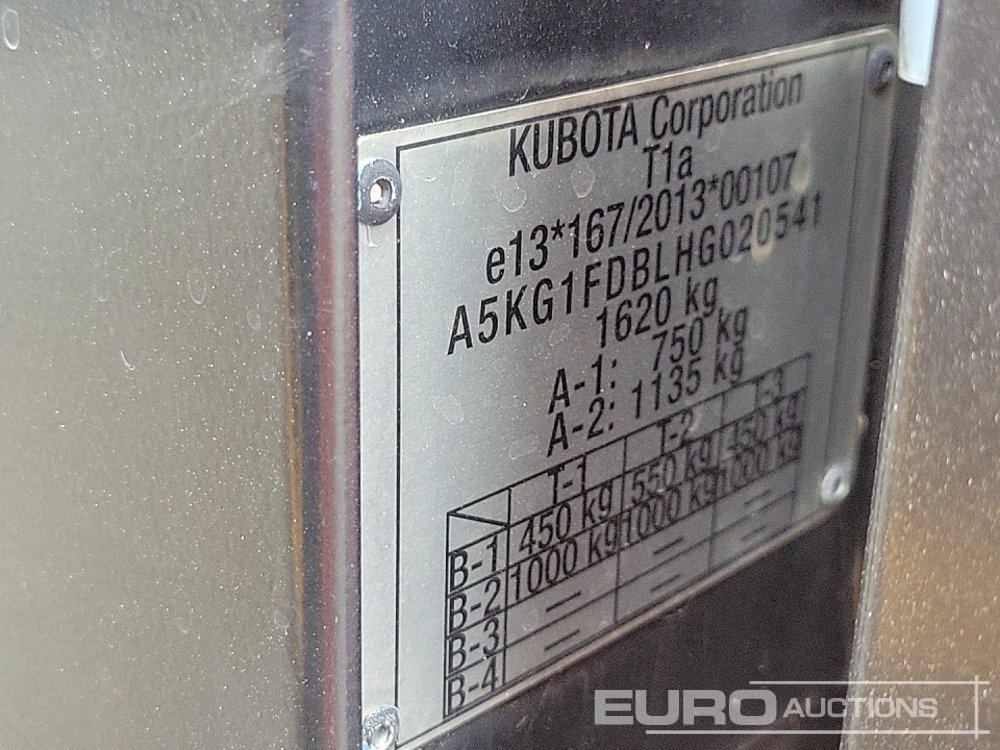 KUBOTA Corporation
T1a
e13*167/2013*00107
A5KG1FDBLHG020541
1620 kg
A-1: 750 kg
A-2: 1135 kg
T-1 T-2 T-3
B-1 450 kg 550 kg 450 kg
B-2 1000 kg 1000 kg 1000 kg
B-3 — — —
B-4 — — —
EURO AUCTIONS